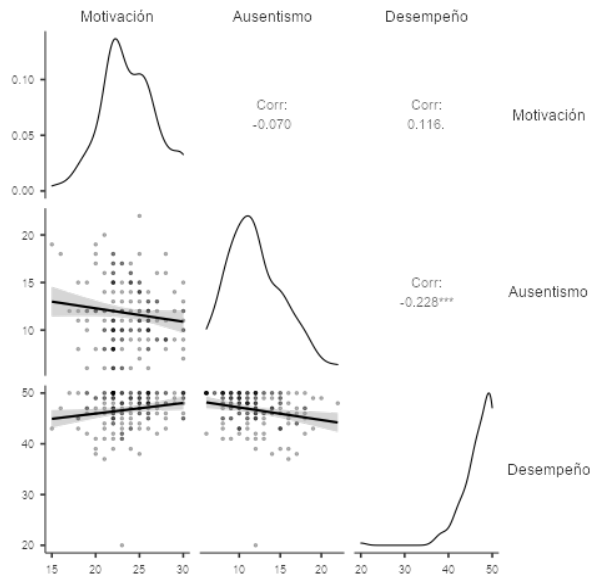 Motivación Ausentismo Desempeño
0.10
0.05
0.00
Corr:
-0.070
Corr:
0.116.
Motivación
20
15
10
Corr:
-0.228***
Ausentismo
50
40
30
20
Desempeño
15 20 25 30
10 15 20
20 30 40 50